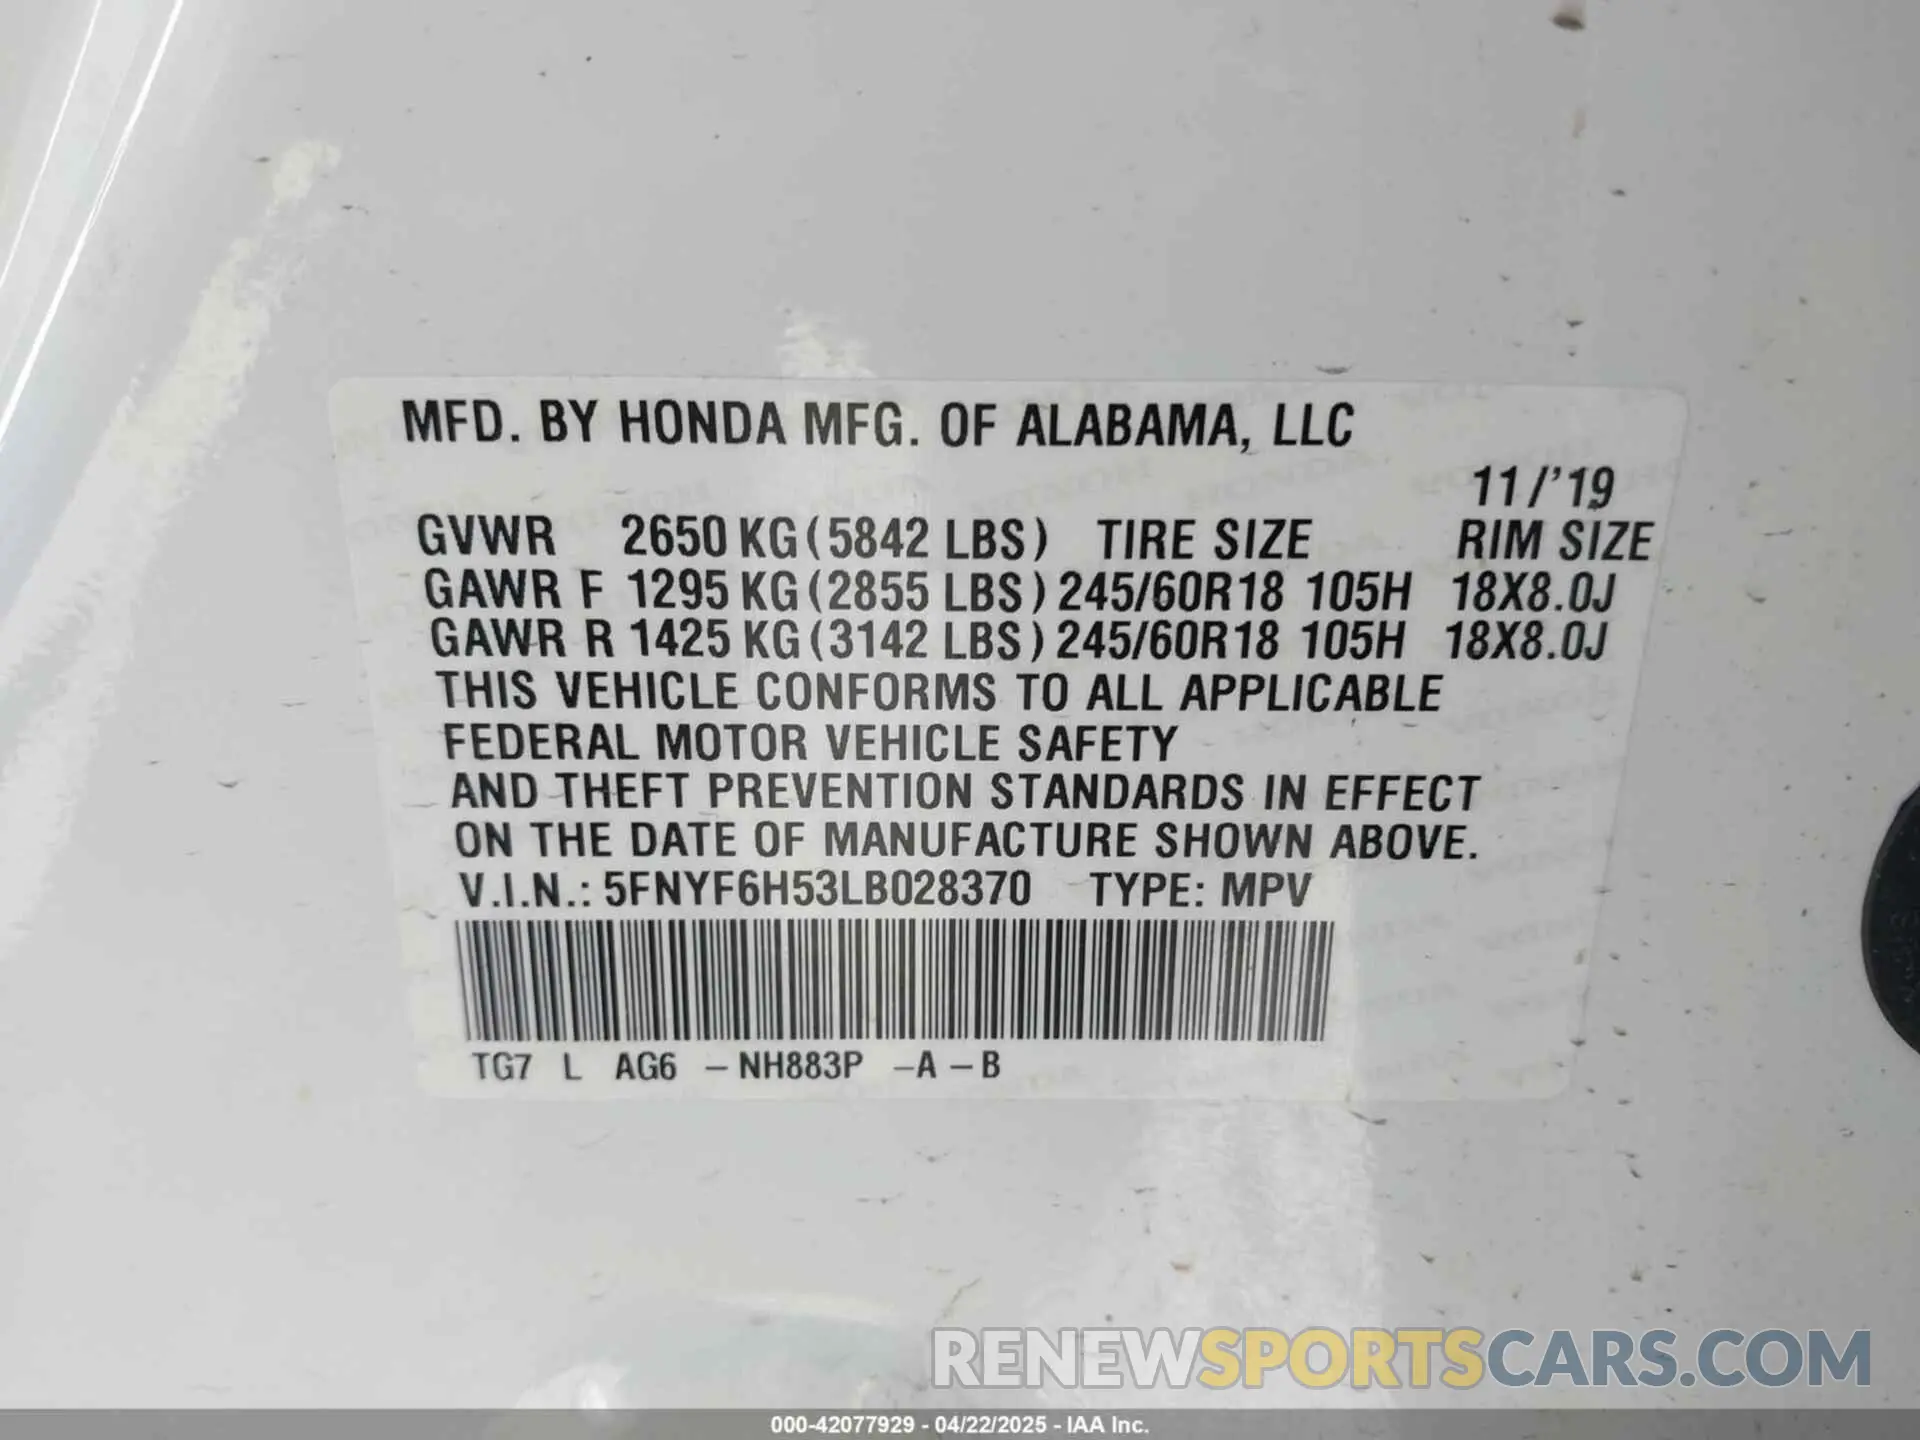 MFD. BY HONDA MFG. OF ALABAMA, LLC
11/'19
GVWR 2650 KG (5842 LBS) TIRE SIZE RIM SIZE
GAWR F 1295 KG (2855 LBS) 245/60R18 105H 18X8.0J
GAWR R 1425 KG (3142 LBS) 245/60R18 105H 18X8.0J
THIS VEHICLE CONFORMS TO ALL APPLICABLE
FEDERAL MOTOR VEHICLE SAFETY
AND THEFT PREVENTION STANDARDS IN EFFECT
ON THE DATE OF MANUFACTURE SHOWN ABOVE.
V.I.N.: 5FNYF6H53LB028370 TYPE: MPV
TG7 L AG6 – NH883P –A – B
RENEWSPORTSCARS.COM
000-42077929 - 04/22/2025 - IAA Inc.